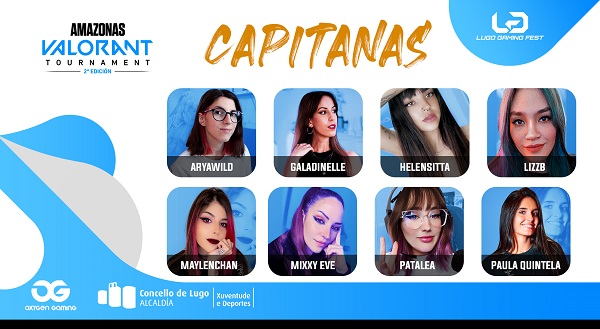 AMAZONAS
VALORANT
TOURNAMENT
2ª EDICIÓN
CAPITANAS
LUGO GAMING FEST
ARYAWILD
GALADINELLE
HELENSITTA
LIZZB
MAYLENCHAN
MIXXY EVE
PATALEA
PAULA QUINTELA
OXYGEN GAMING
Concello de Lugo
ALCALDÍA
Xuventude
e Deportes